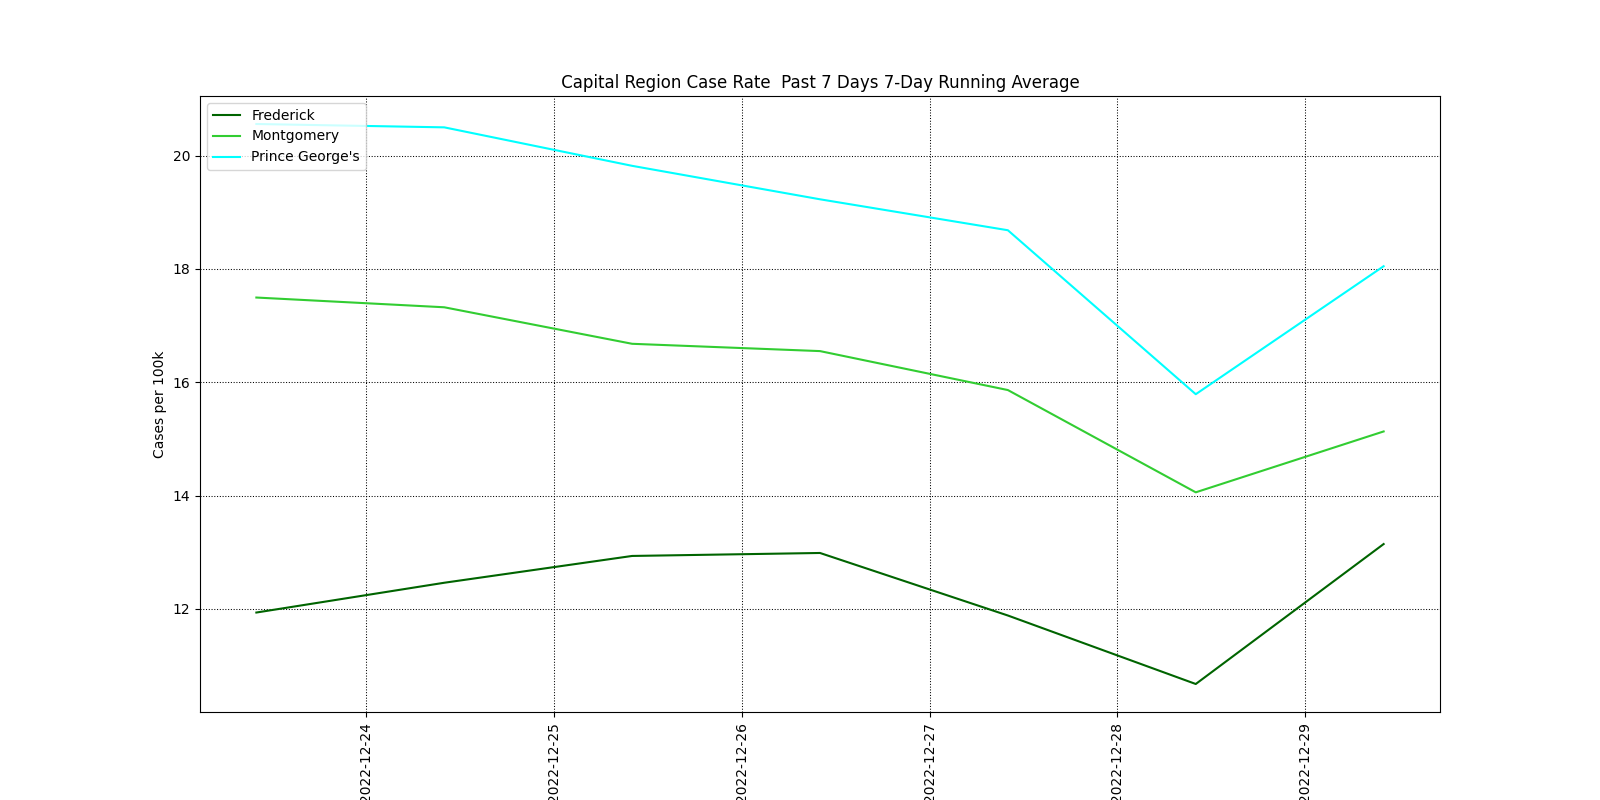 Capital Region Case Rate  Past 7 Days 7-Day Running Average
Frederick
Montgomery
Prince George's
Cases per 100k
20
18
16
14
12
2022-12-24
2022-12-25
2022-12-26
2022-12-27
2022-12-28
2022-12-29